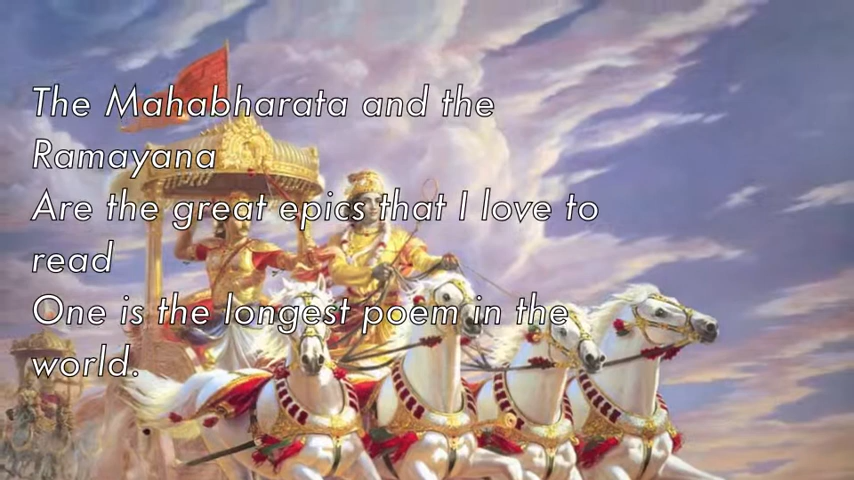 The Mahabharata and the
Ramayana
Are the great epics that I love to
read
One is the longest poem in the
world.